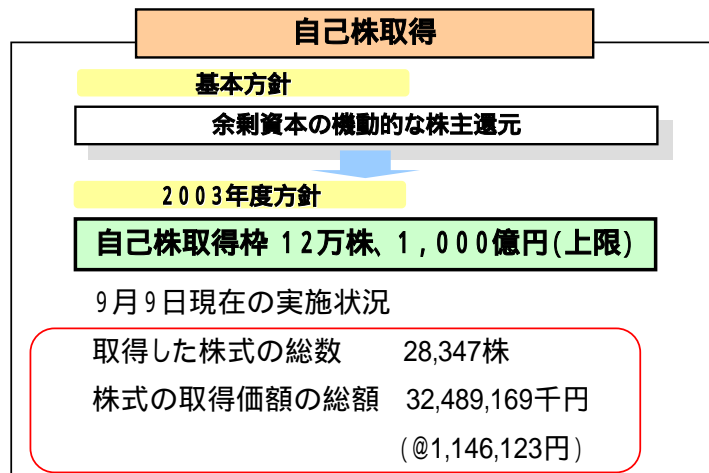 自己株取得
基本方針
余剰資本の機動的な株主還元
2003年度方針
自己株取得枠 12万株、1,000億円(上限)
9月9日現在の実施状況
取得した株式の総数 28,347株
株式の取得価額の総額 32,489,169千円
(@1,146,123円)